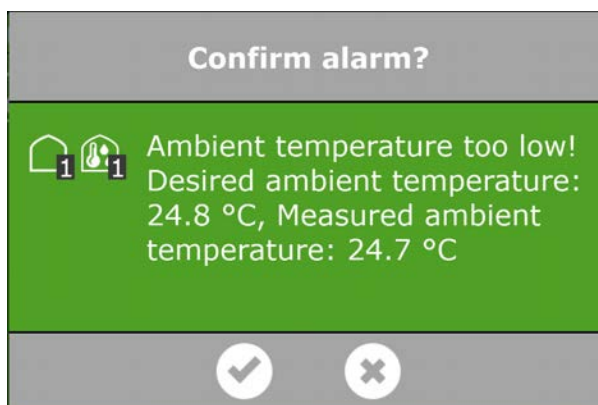 Confirm alarm?
1 1
Ambient temperature too low!
Desired ambient temperature:
24.8 °C, Measured ambient
temperature: 24.7 °C